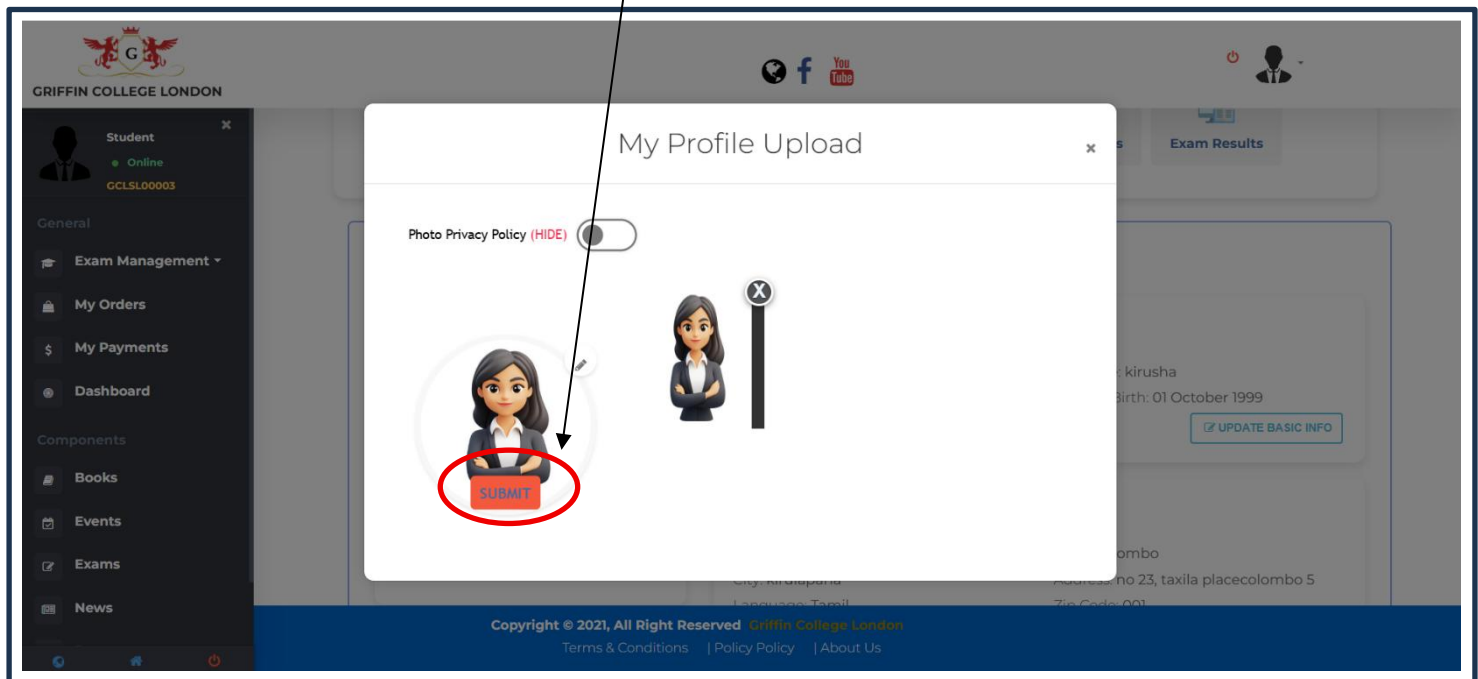 G
GRIFFIN COLLEGE LONDON
You
Tube
Student
Online
GCLSL00003
General
Exam Management
My Orders
$ My Payments
Dashboard
Components
Books
Events
Exams
News
My Profile Upload
x
s
Exam Results
Photo Privacy Policy (HIDE)
X
SUBMIT
: kirusha
Birth: 01 October 1999
UPDATE BASIC INFO
ombo
City: Kirulapana
Address: no 23, taxila placecolombo 5
Language: Tamil
Zip Code: 001
Copyright © 2021, All Right Reserved Griffin College London
Terms & Conditions | Policy Policy | About Us